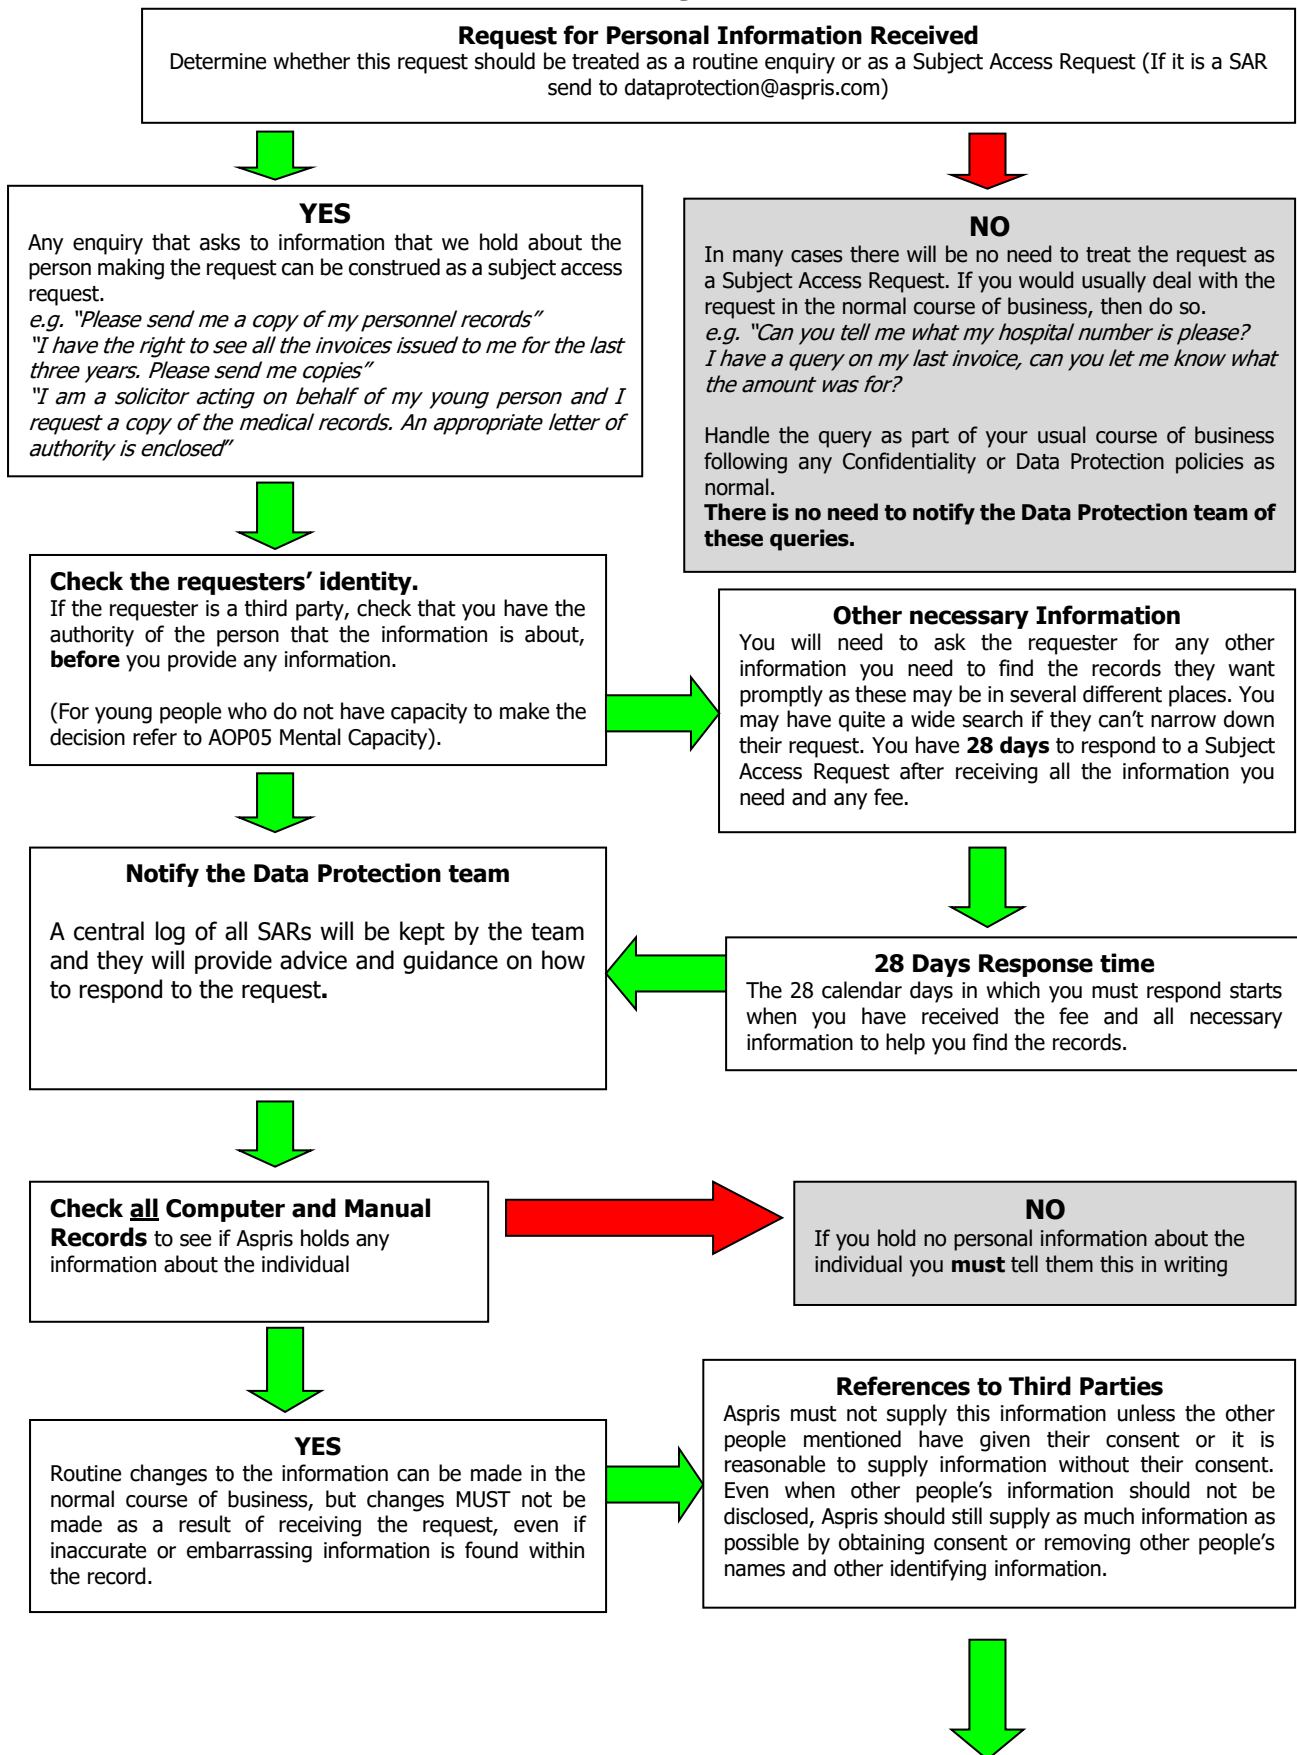 Request for Personal Information Received
Determine whether this request should be treated as a routine enquiry or as a Subject Access Request (If it is a SAR
send to dataprotection@aspris.com)
YES
Any enquiry that asks to information that we hold about the
person making the request can be construed as a subject access
request.
e.g. “Please send me a copy of my personnel records”
“I have the right to see all the invoices issued to me for the last
three years. Please send me copies”
“I am a solicitor acting on behalf of my young person and I
request a copy of the medical records. An appropriate letter of
authority is enclosed”
NO
In many cases there will be no need to treat the request as
a Subject Access Request. If you would usually deal with the
request in the normal course of business, then do so.
e.g. “Can you tell me what my hospital number is please?
I have a query on my last invoice, can you let me know what
the amount was for?
Handle the query as part of your usual course of business
following any Confidentiality or Data Protection policies as
normal.
There is no need to notify the Data Protection team of
these queries.
Check the requesters’ identity.
If the requester is a third party, check that you have the
authority of the person that the information is about,
before you provide any information.
(For young people who do not have capacity to make the
decision refer to AOP05 Mental Capacity).
Other necessary Information
You will need to ask the requester for any other
information you need to find the records they want
promptly as these may be in several different places. You
may have quite a wide search if they can’t narrow down
their request. You have 28 days to respond to a Subject
Access Request after receiving all the information you
need and any fee.
Notify the Data Protection team
A central log of all SARs will be kept by the team
and they will provide advice and guidance on how
to respond to the request.
28 Days Response time
The 28 calendar days in which you must respond starts
when you have received the fee and all necessary
information to help you find the records.
Check all Computer and Manual
Records to see if Aspris holds any
information about the individual
NO
If you hold no personal information about the
individual you must tell them this in writing
YES
Routine changes to the information can be made in the
normal course of business, but changes MUST not be
made as a result of receiving the request, even if
inaccurate or embarrassing information is found within
the record.
References to Third Parties
Aspris must not supply this information unless the other
people mentioned have given their consent or it is
reasonable to supply information without their consent.
Even when other people’s information should not be
disclosed, Aspris should still supply as much information as
possible by obtaining consent or removing other people’s
names and other identifying information.